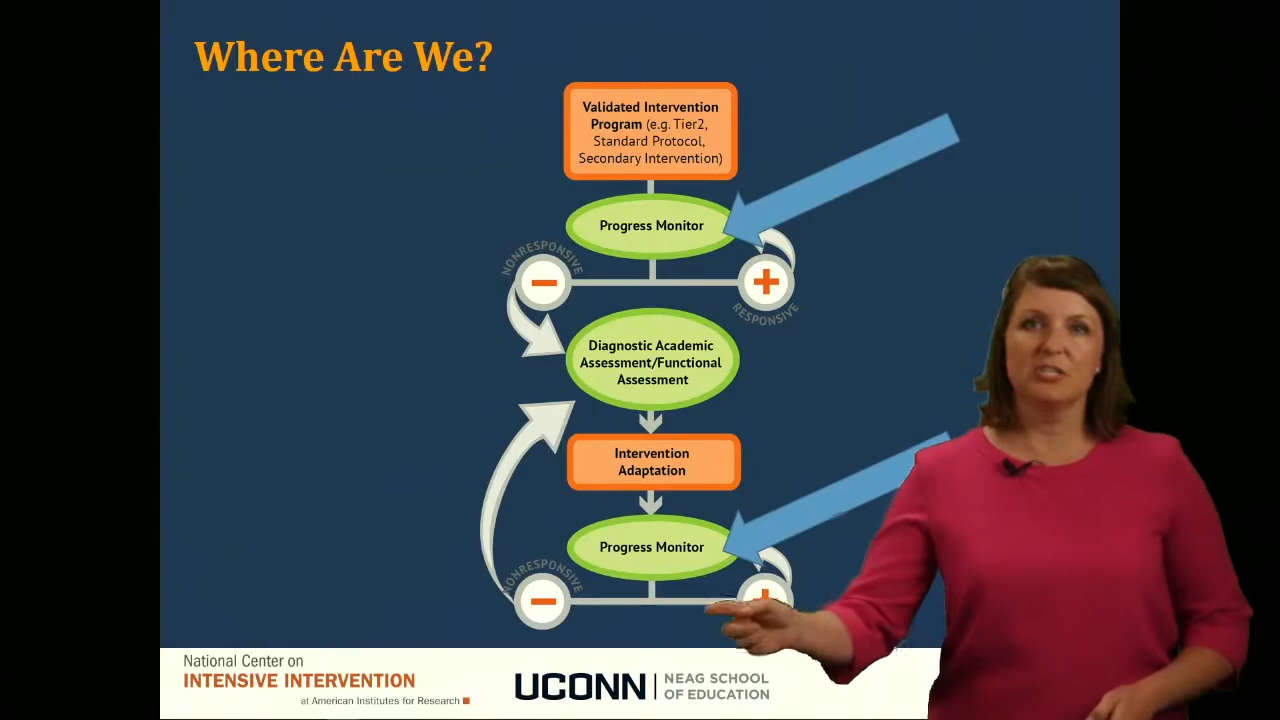 Where Are We?
Validated Intervention
Program (e.g. Tier2,
Standard Protocol,
Secondary Intervention)
Progress Monitor
NONRESPONSIVE
RESPONSIVE
Diagnostic Academic
Assessment/Functional
Assessment
Intervention
Adaptation
Progress Monitor
NONRESPONSIVE
National Center on
INTENSIVE INTERVENTION
at American Institutes for Research
UCONN
NEAG SCHOOL
OF EDUCATION